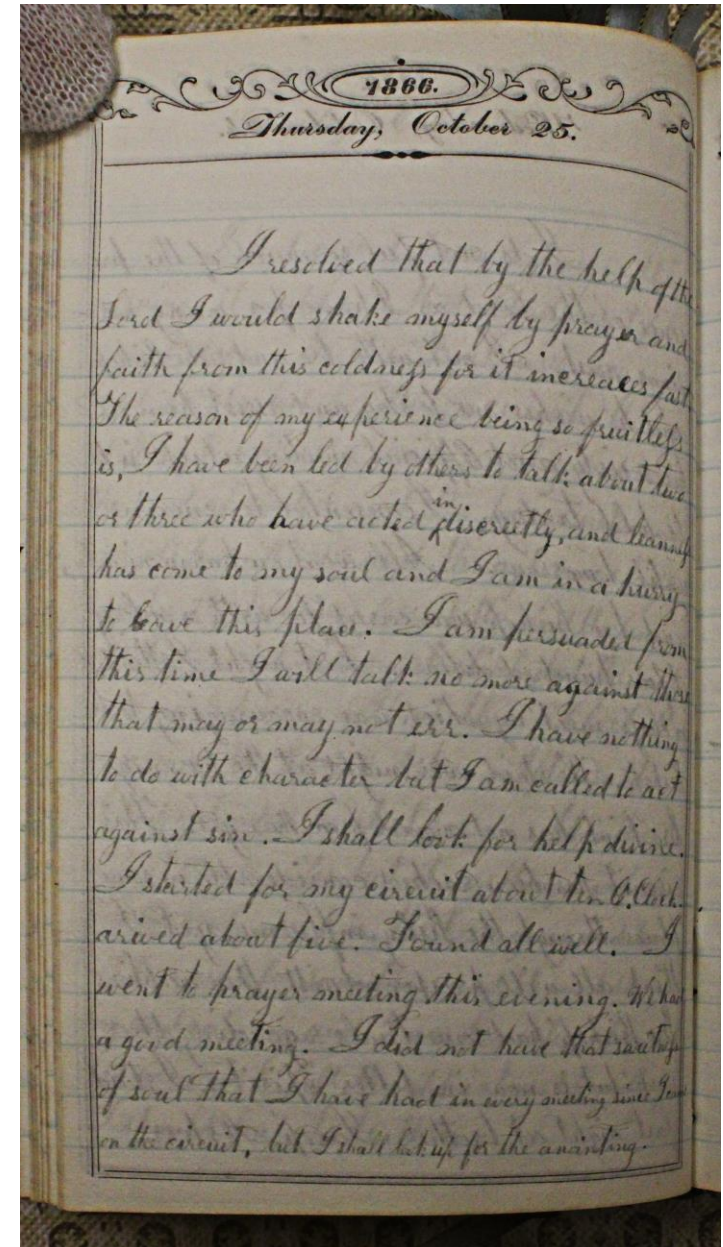 1866.
Thursday, October 25.
I resolved that by the help of the
Lord I would shake myself by prayer and
faith from this coldness for it increaces fast
The reason of my experience being so fruitless
is, I have been led by others to talk about two
or three who have acted indiscreetly, and leanness
has come to my soul and I am in a hurry
to leave this place. I am persuaded from
this time I will talk no more against those
that may or may not err. I have nothing
to do with character but I am called to act
against sin. I shall look for help divine.
I started for my circuit about ten O.Clock.
arived about five. Found all well. I
went to prayer meeting this evening. We had
a good meeting. I did not have that
of soul that I have had in every meeting since I
on the circuit, but I shall look up for the anointing.